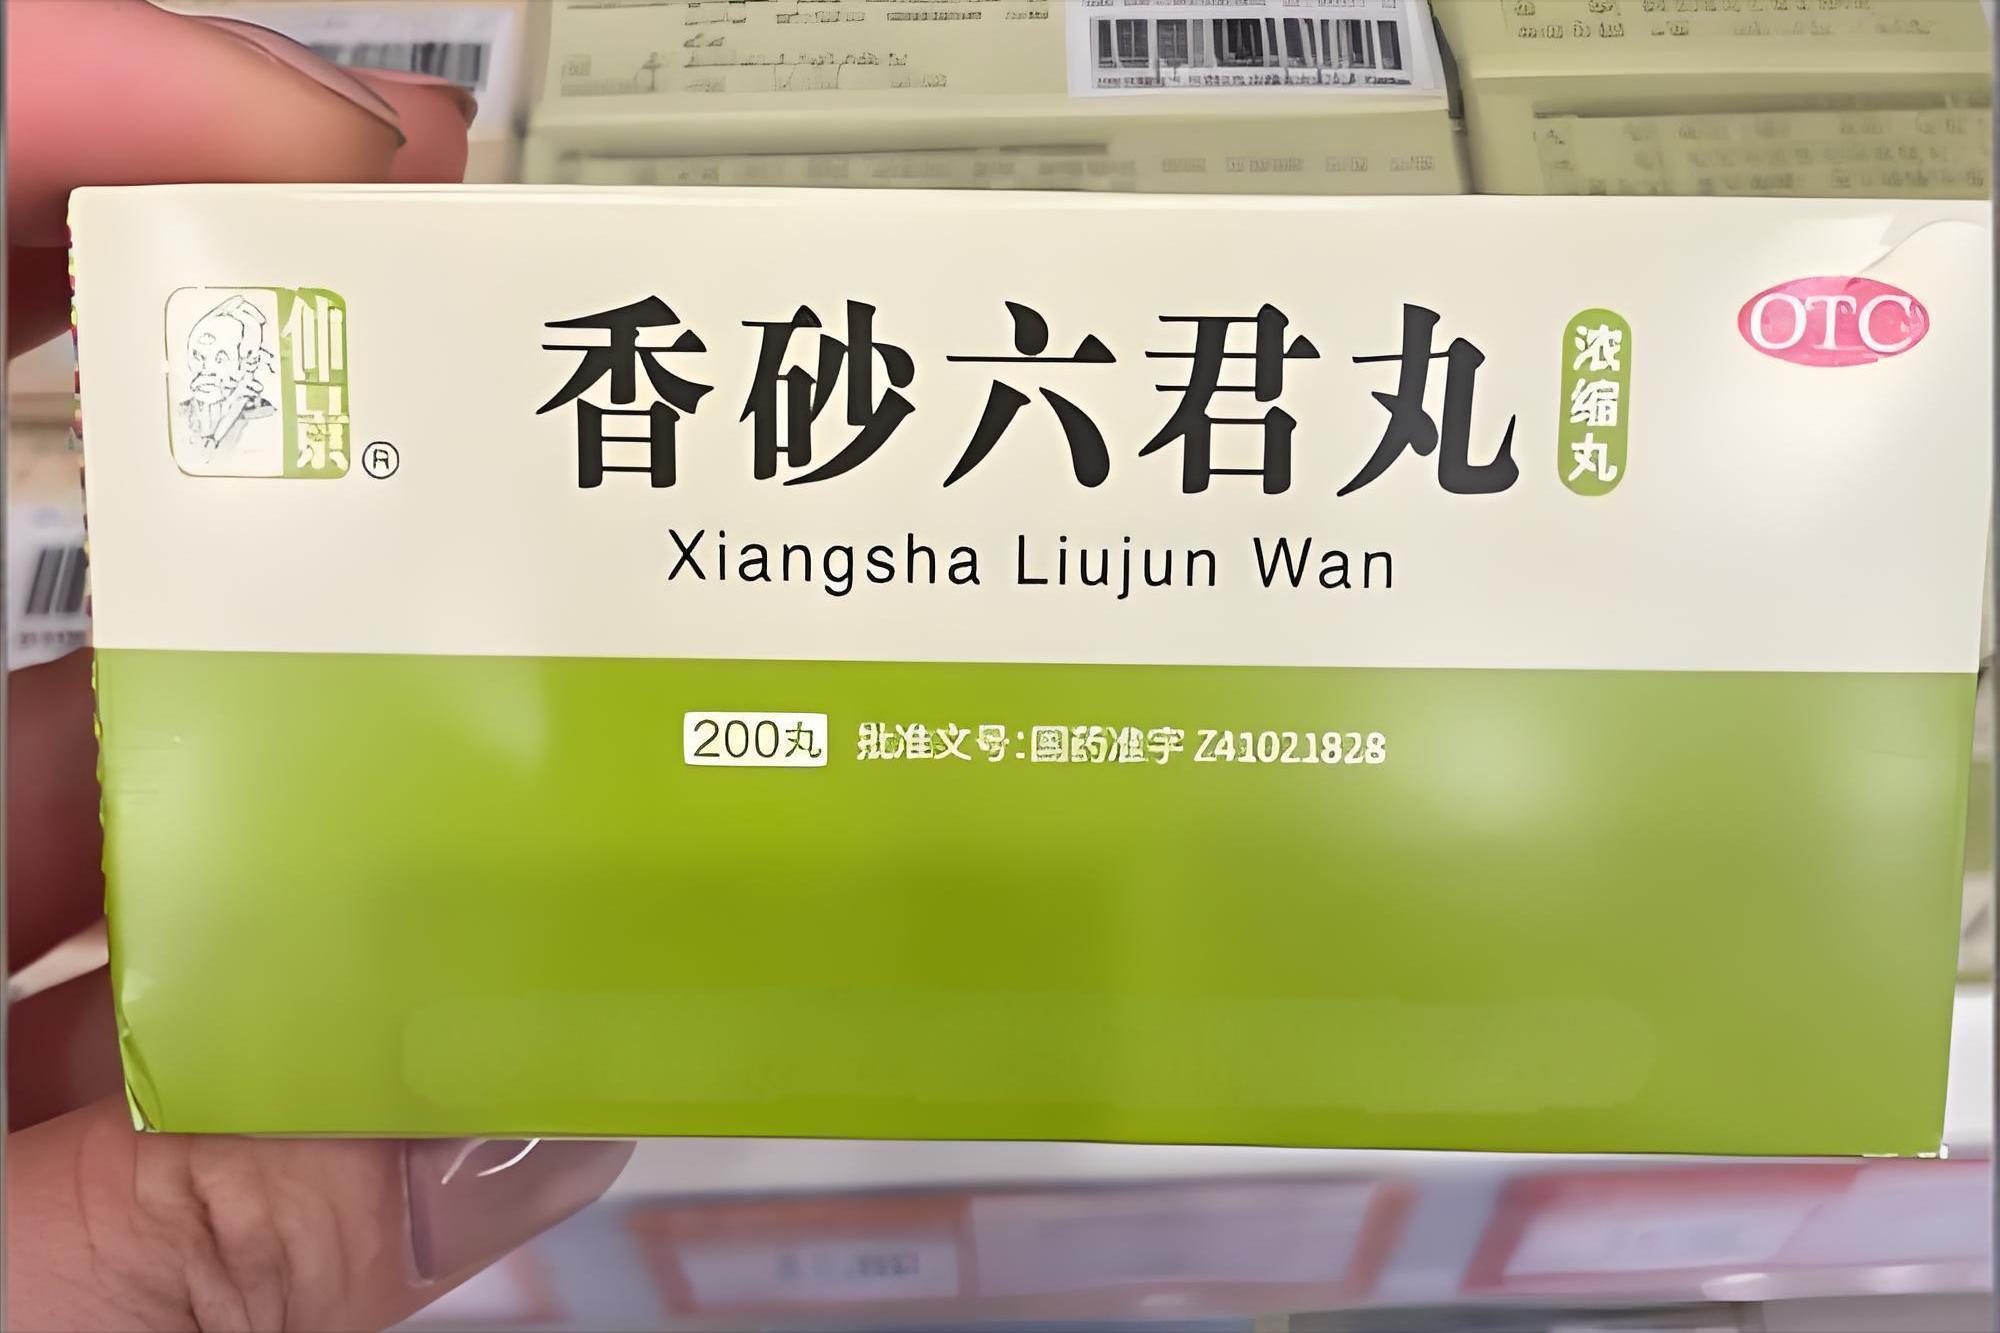 仲景
®
香砂六君丸
浓缩丸
OTC
Xiangsha Liujun Wan
200丸 批准文号:国药准字 Z41021828